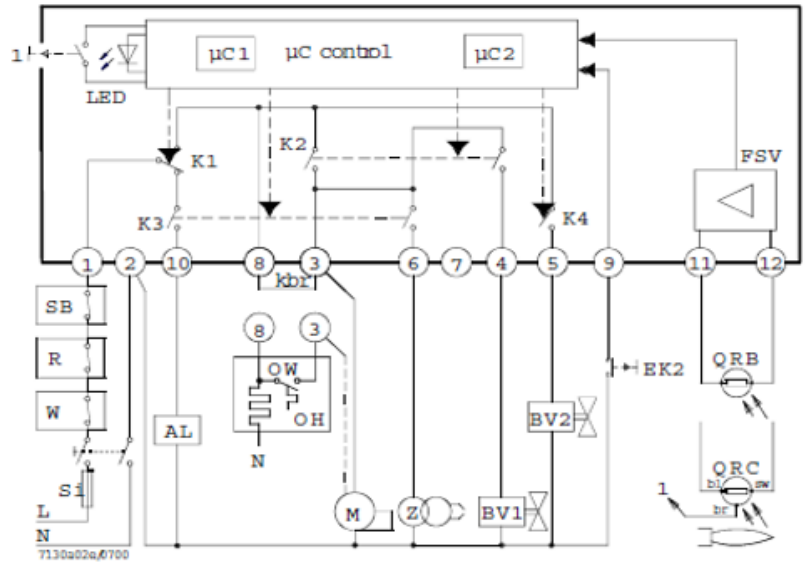 1
µC1 µC control µC2
LED
FSV
K2
K1
K3 K4
1 2 10 8 3 6 7 4 5 9 11 12
kbr
SB
8 3
R QRB
OW EK2
W
OH
AL BV2
N QRC
Si bl sw
1
L M Z BV1 br
N
7130a02a/0700